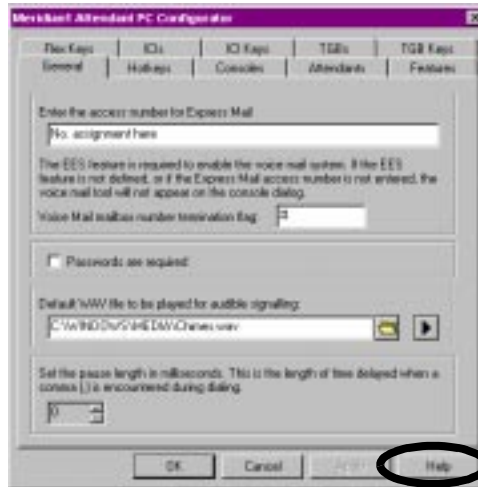 Meridian1 Attendant PC Configurator
Flex Keys ICIs ICI Keys TGBs TGB Keys
General Hotkeys Consoles Attendants Features
Enter the access number for Express Mail
No. assignment here
The EES feature is required to enable the voice mail system. If the EES
feature is not defined, or if the Express Mail access number is not entered, the
voice mail tool will not appear on the console dialog.
Voice Mail mailbox number termination flag:
Passwords are required
Default WAV file to be played for audible signalling:
C:\WINDOWS\MEDIA\Chimes.wav
Set the pause length in milliseconds. This is the length of time delayed when a
comma (,) is encountered during dialing.
0
OK Cancel Apply Help